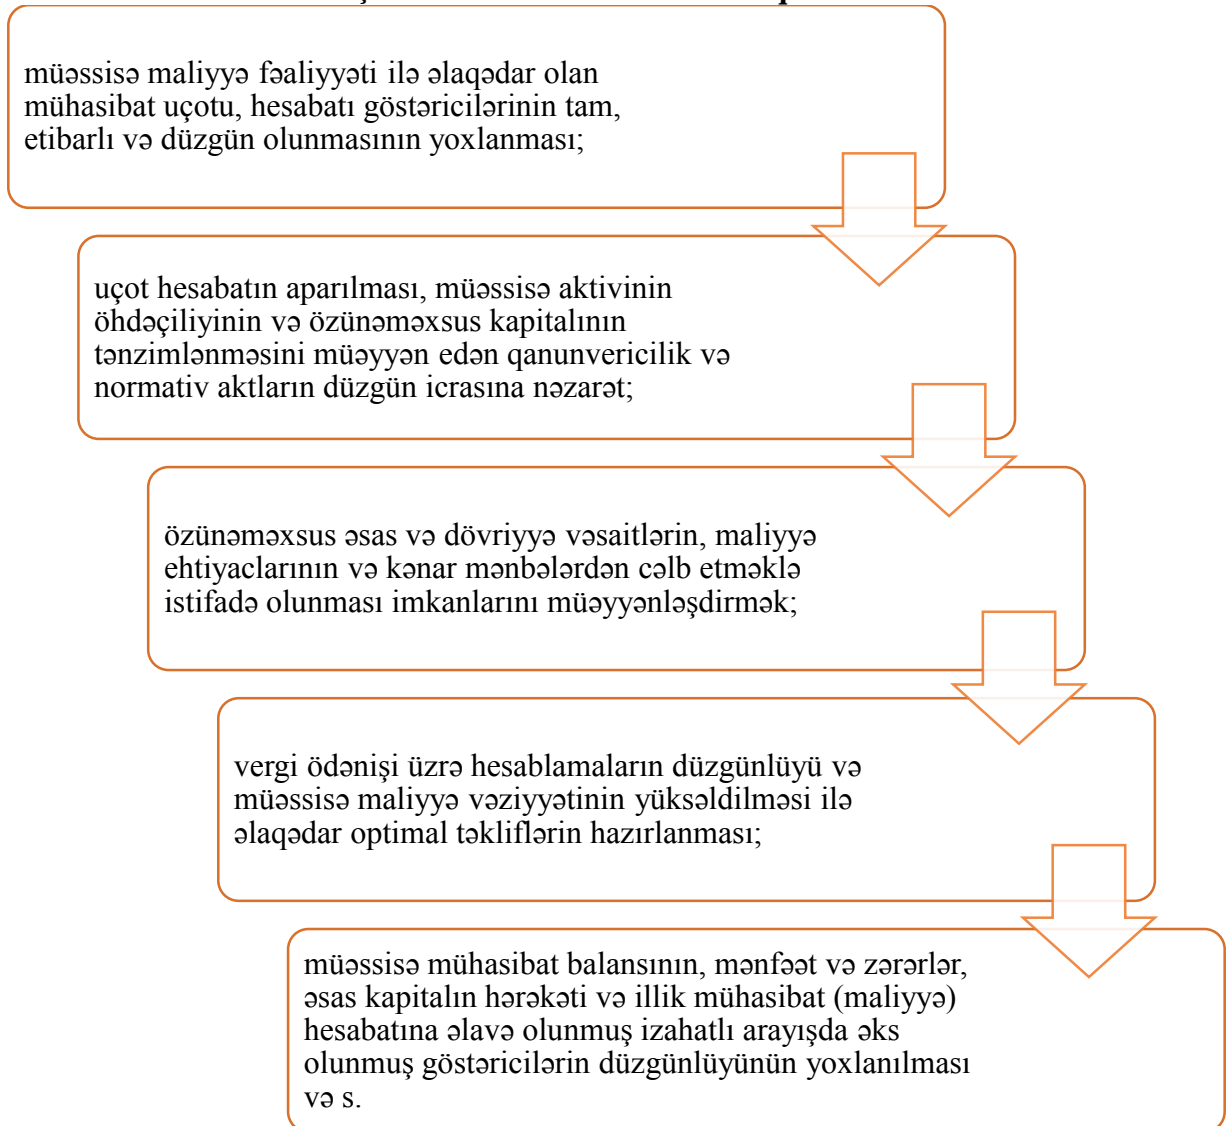 müəssisə maliyyə fəaliyyəti ilə əlaqədar olan
mühasibat uçotu, hesabatı göstəricilərinin tam,
etibarlı və düzgün olunmasının yoxlanması;
uçot hesabatın aparılması, müəssisə aktivinin
öhdəçiliyinin və özünəməxsus kapitalının
tənzimlənməsini müəyyən edən qanunvericilik və
normativ aktların düzgün icrasına nəzarət;
özünəməxsus əsas və dövriyyə vəsaitlərin, maliyyə
ehtiyaclarının və kənar mənbələrdən cəlb etməklə
istifadə olunması imkanlarını müəyyənləşdirmək;
vergi ödənişi üzrə hesablamaların düzgünlüyü və
müəssisə maliyyə vəziyyətinin yüksəldilməsi ilə
əlaqədar optimal təkliflərin hazırlanması;
müəssisə mühasibat balansının, mənfəət və zərərlər,
əsas kapitalın hərəkəti və illik mühasibat (maliyyə)
hesabatına əlavə olunmuş izahatlı arayışda əks
olunmuş göstəricilərin düzgünlüyünün yoxlanılması
və s.